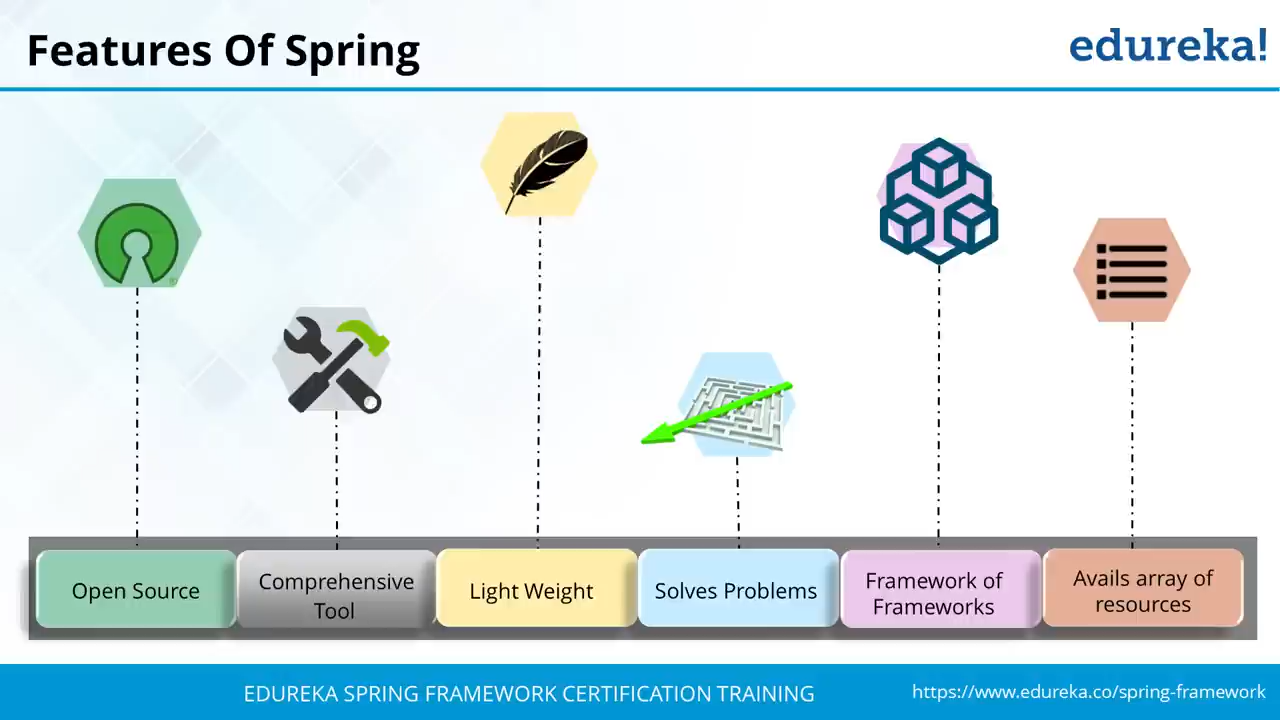 Features Of Spring
edureka!
Open Source
Comprehensive
Tool
Light Weight
Solves Problems
Framework of
Frameworks
Avails array of
resources
EDUREKA SPRING FRAMEWORK CERTIFICATION TRAINING
https://www.edureka.co/spring-framework